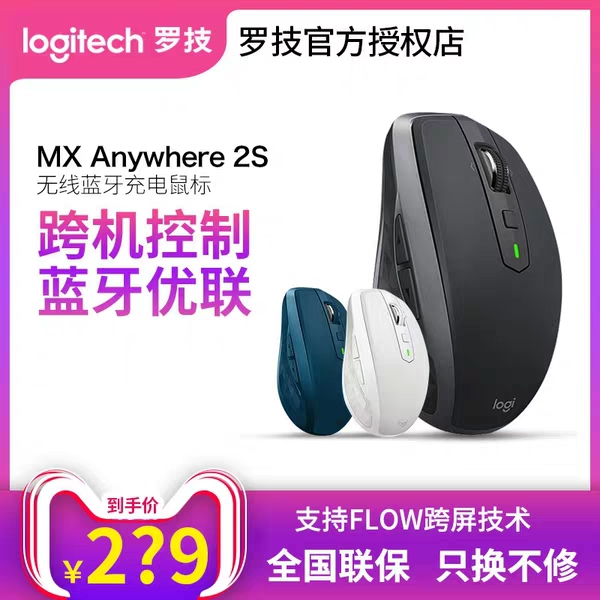 logitech 罗技 罗技官方授权店
MX Anywhere 2S
无线蓝牙充电鼠标
跨机控制
蓝牙优联
logi
到手价
¥2?9
支持FLOW跨屏技术
全国联保 只换不修